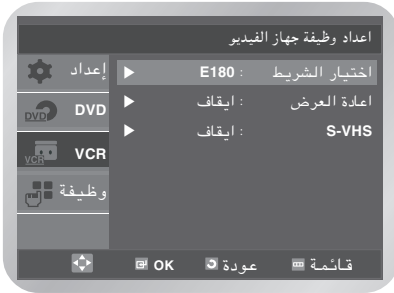 اعداد وظيفة جهاز الفيديو
إعداد
DVD
DVD
VCR
VCR
وظيفة
اختيار الشريط : E180 ▶
اعادة العرض : ايقاف ▶
S-VHS : ايقاف ▶
قائمة عودة OK